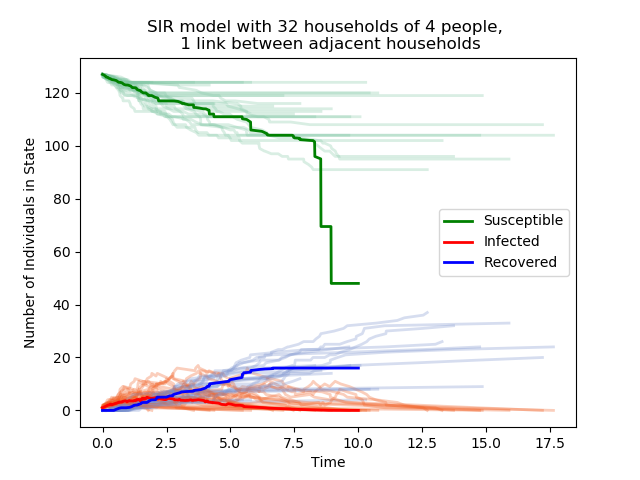 SIR model with 32 households of 4 people,
1 link between adjacent households
Number of Individuals in State
120
100
80
60
40
20
0
Susceptible
Infected
Recovered
0.0 2.5 5.0 7.5 10.0 12.5 15.0 17.5
Time